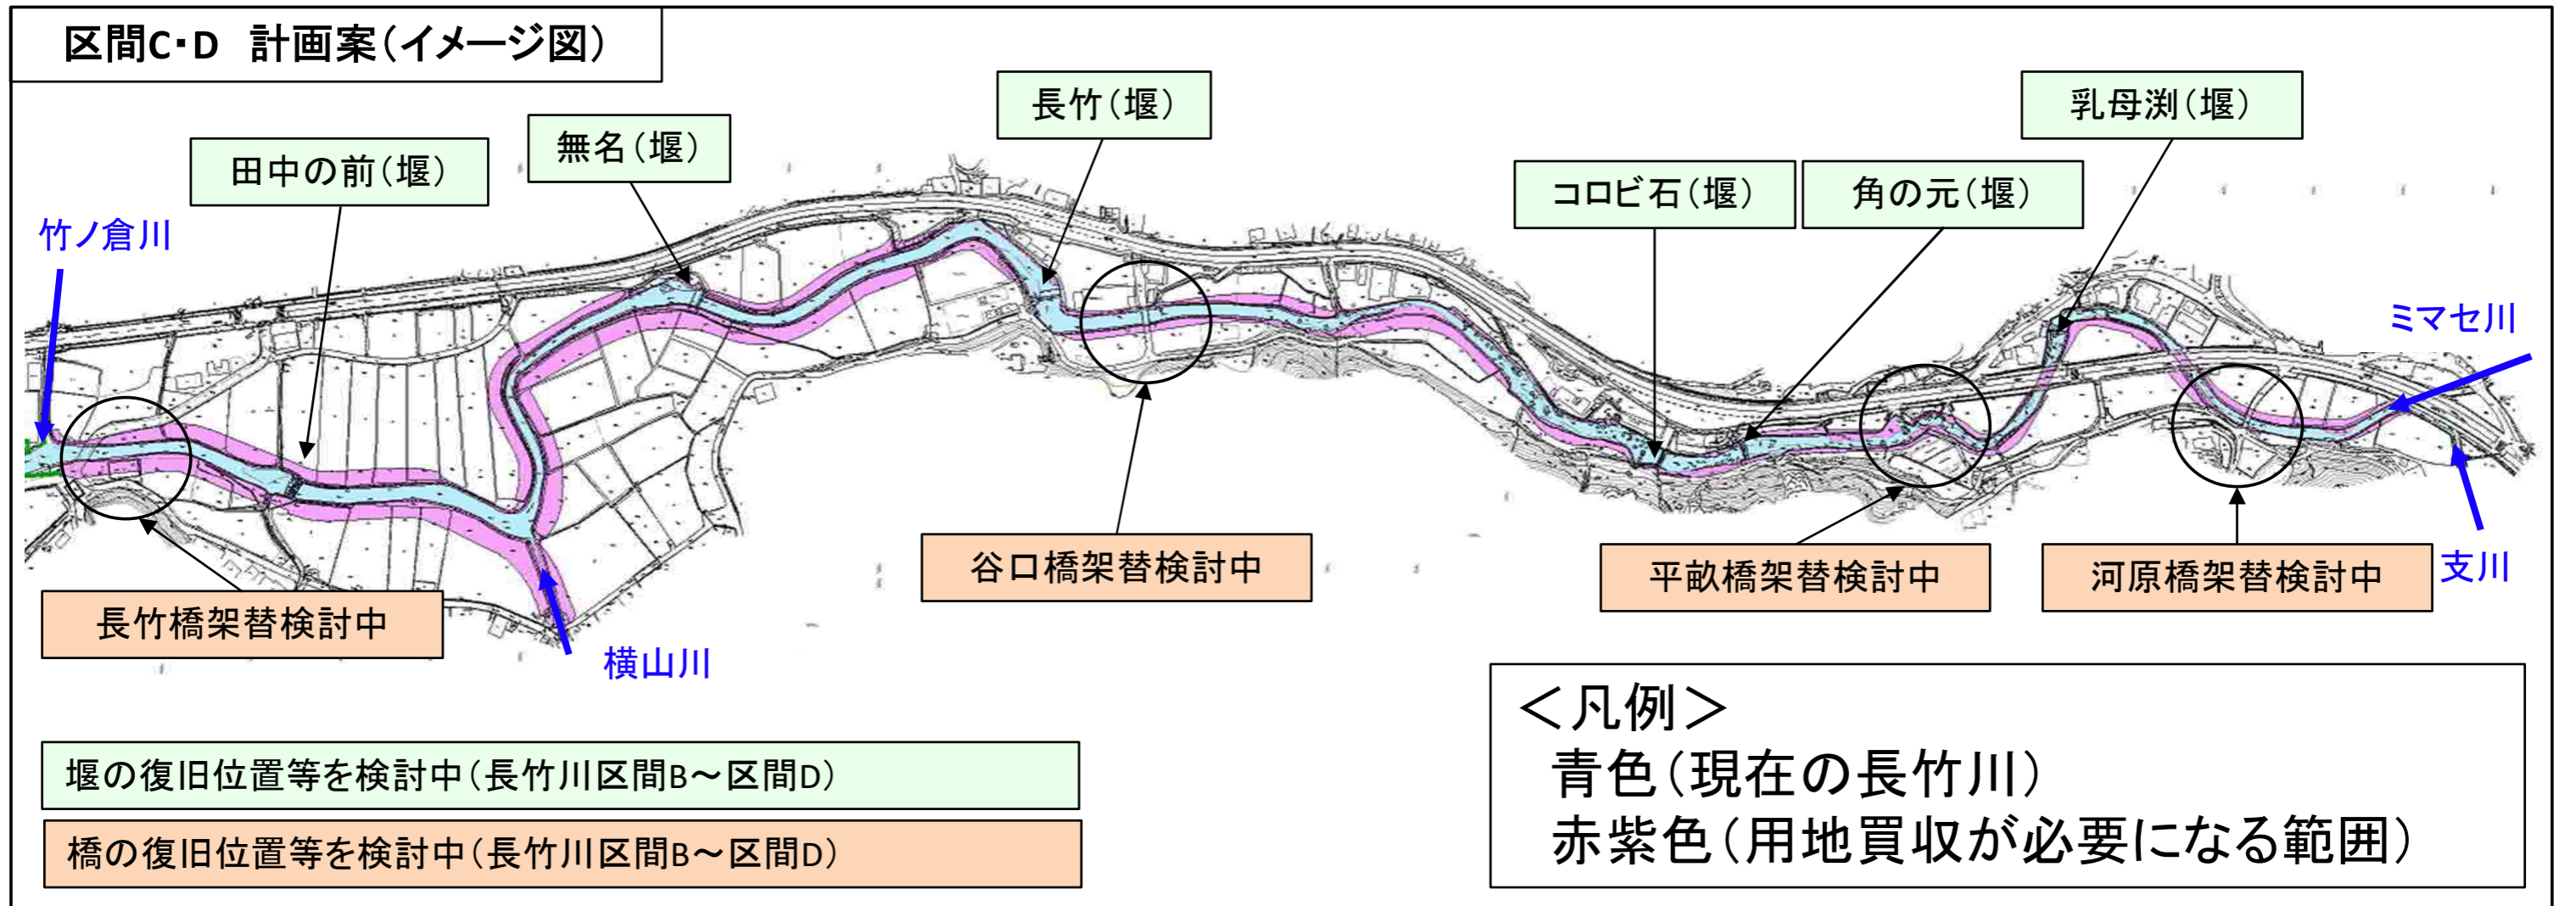 区間C・D 計画案(イメージ図)
長竹(堰)
乳母渕(堰)
無名(堰)
田中の前(堰)
コロビ石(堰)
角の元(堰)
竹ノ倉川
ミマセ川
谷口橋架替検討中
平畝橋架替検討中
河原橋架替検討中
支川
長竹橋架替検討中
横山川
堰の復旧位置等を検討中(長竹川区間B～区間D)
橋の復旧位置等を検討中(長竹川区間B～区間D)
＜凡例＞
青色(現在の長竹川)
赤紫色(用地買収が必要になる範囲)